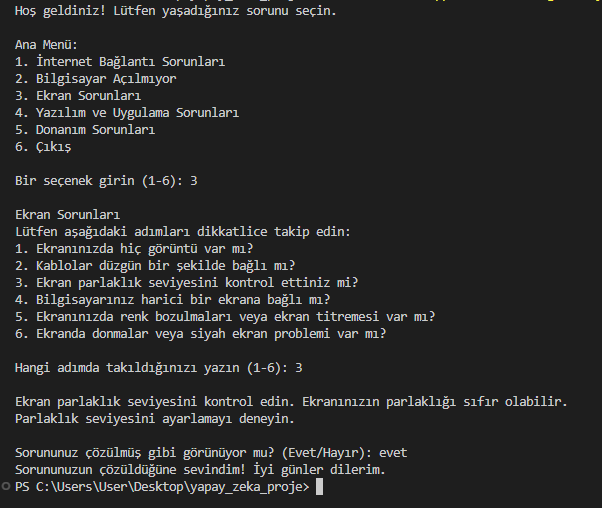 Hoş geldiniz! Lütfen yaşadığınız sorunu seçin.
Ana Menü:
1. İnternet Bağlantı Sorunları
2. Bilgisayar Açılmıyor
3. Ekran Sorunları
4. Yazılım ve Uygulama Sorunları
5. Donanım Sorunları
6. Çıkış
Bir seçenek girin (1-6): 3
Ekran Sorunları
Lütfen aşağıdaki adımları dikkatlice takip edin:
1. Ekranınızda hiç görüntü var mı?
2. Kablolar düzgün bir şekilde bağlı mı?
3. Ekran parlaklık seviyesini kontrol ettiniz mi?
4. Bilgisayarınız harici bir ekrana bağlı mı?
5. Ekranınızda renk bozulmaları veya ekran titremesi var mı?
6. Ekranda donmalar veya siyah ekran problemi var mı?
Hangi adımda takıldığınızı yazın (1-6): 3
Ekran parlaklık seviyesini kontrol edin. Ekranınızın parlaklığı sıfır olabilir.
Parlaklık seviyesini ayarlamayı deneyin.
Sorununuz çözülmüş gibi görünüyor mu? (Evet/Hayır): evet
Sorununuzun çözüldüğüne sevindim! İyi günler dilerim.
PS C:\Users\User\Desktop\yapay_zeka_proje>